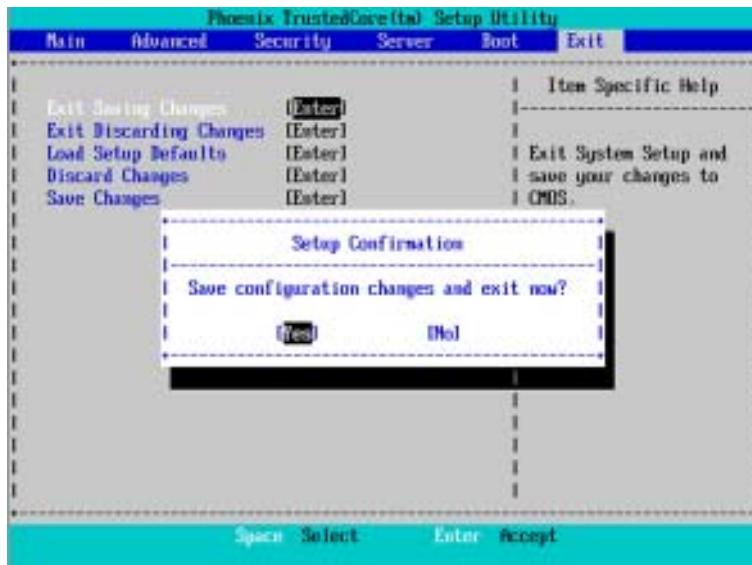 Phoenix TrustedCore(tm) Setup Utility
Main Advanced Security Server Boot Exit
Item Specific Help
Exit Saving Changes [Enter]
Exit Discarding Changes [Enter]
Load Setup Defaults [Enter]
Discard Changes [Enter]
Save Changes [Enter]
Exit System Setup and
save your changes to
CMOS.
Setup Confirmation
Save configuration changes and exit now?
[Yes] [No]
Space Select Enter Accept